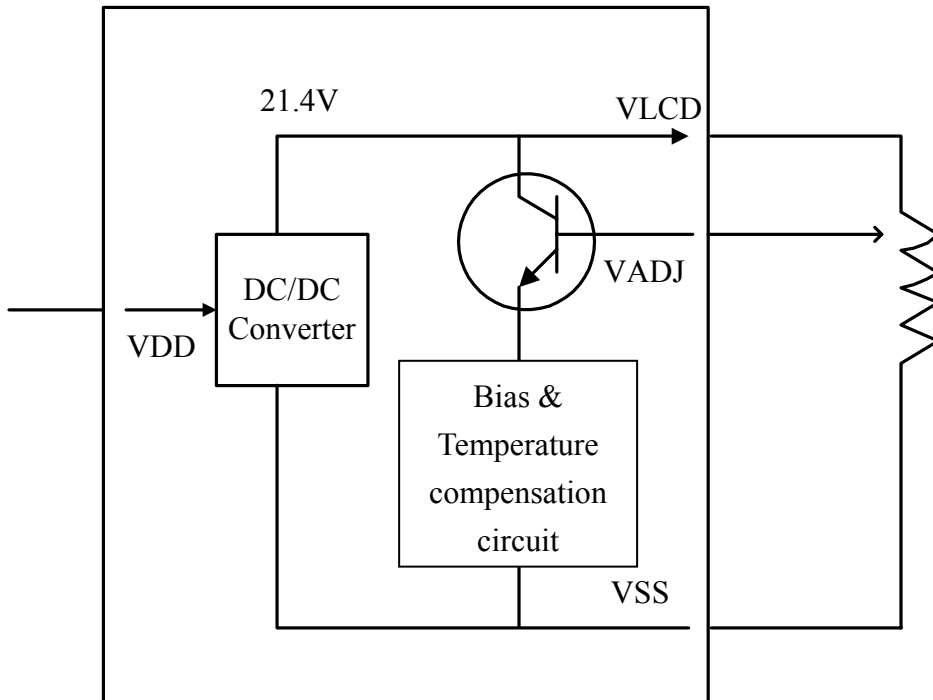 21.4V
VLCD
VADJ
DC/DC
Converter
VDD
Bias &
Temperature
compensation
circuit
VSS